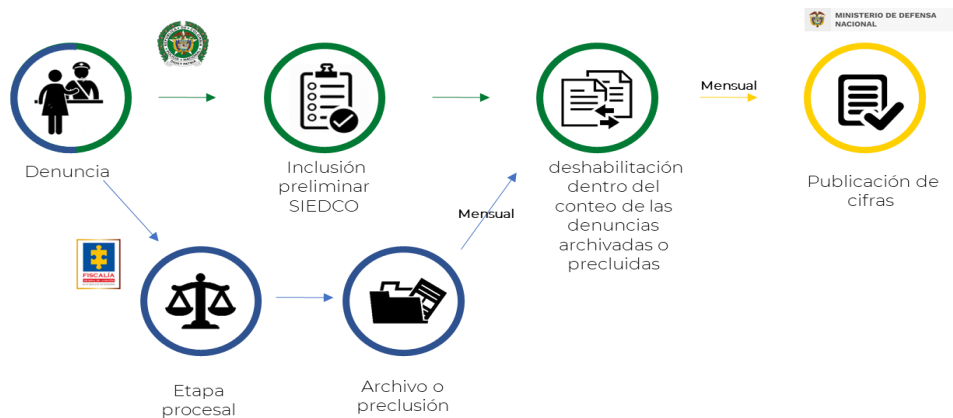 MINISTERIO DE DEFENSA
NACIONAL
Mensual
Denuncia
Inclusión
preliminar
SIEDCO
deshabilitación
dentro del
conteo de las
denuncias
archivadas o
precluidas
Publicación de
cifras
Mensual
FISCALÍA
Etapa
procesal
Archivo o
preclusión